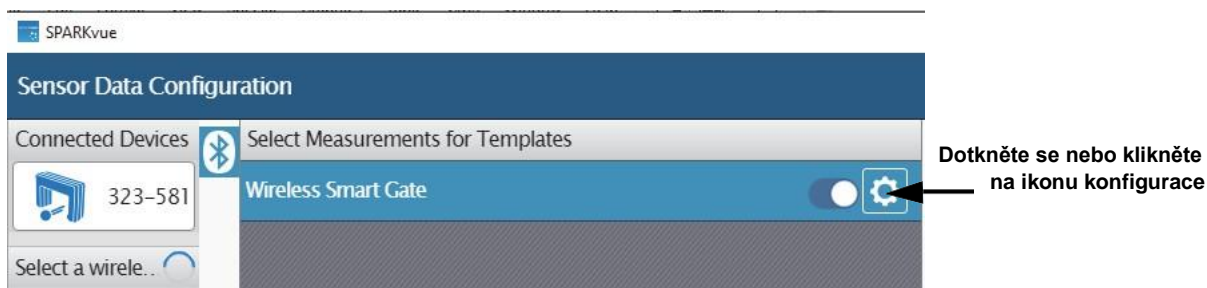 SPARKvue
Sensor Data Configuration
Connected Devices
Select Measurements for Templates
323-581
Wireless Smart Gate
Select a wirele..
Dotkněte se nebo klikněte
na ikonu konfigurace